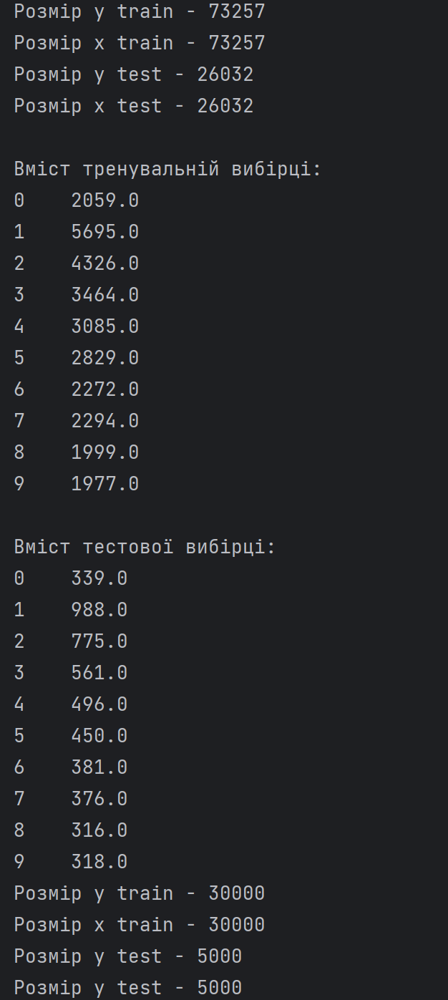 Розмір y train - 73257
Розмір x train - 73257
Розмір y test - 26032
Розмір x test - 26032
Вміст тренувальній вибірці:
0    2059.0
1    5695.0
2    4326.0
3    3464.0
4    3085.0
5    2829.0
6    2272.0
7    2294.0
8    1999.0
9    1977.0
Вміст тестової вибірці:
0    339.0
1    988.0
2    775.0
3    561.0
4    496.0
5    450.0
6    381.0
7    376.0
8    316.0
9    318.0
Розмір y train - 30000
Розмір x train - 30000
Розмір y test - 5000
Розмір y test - 5000